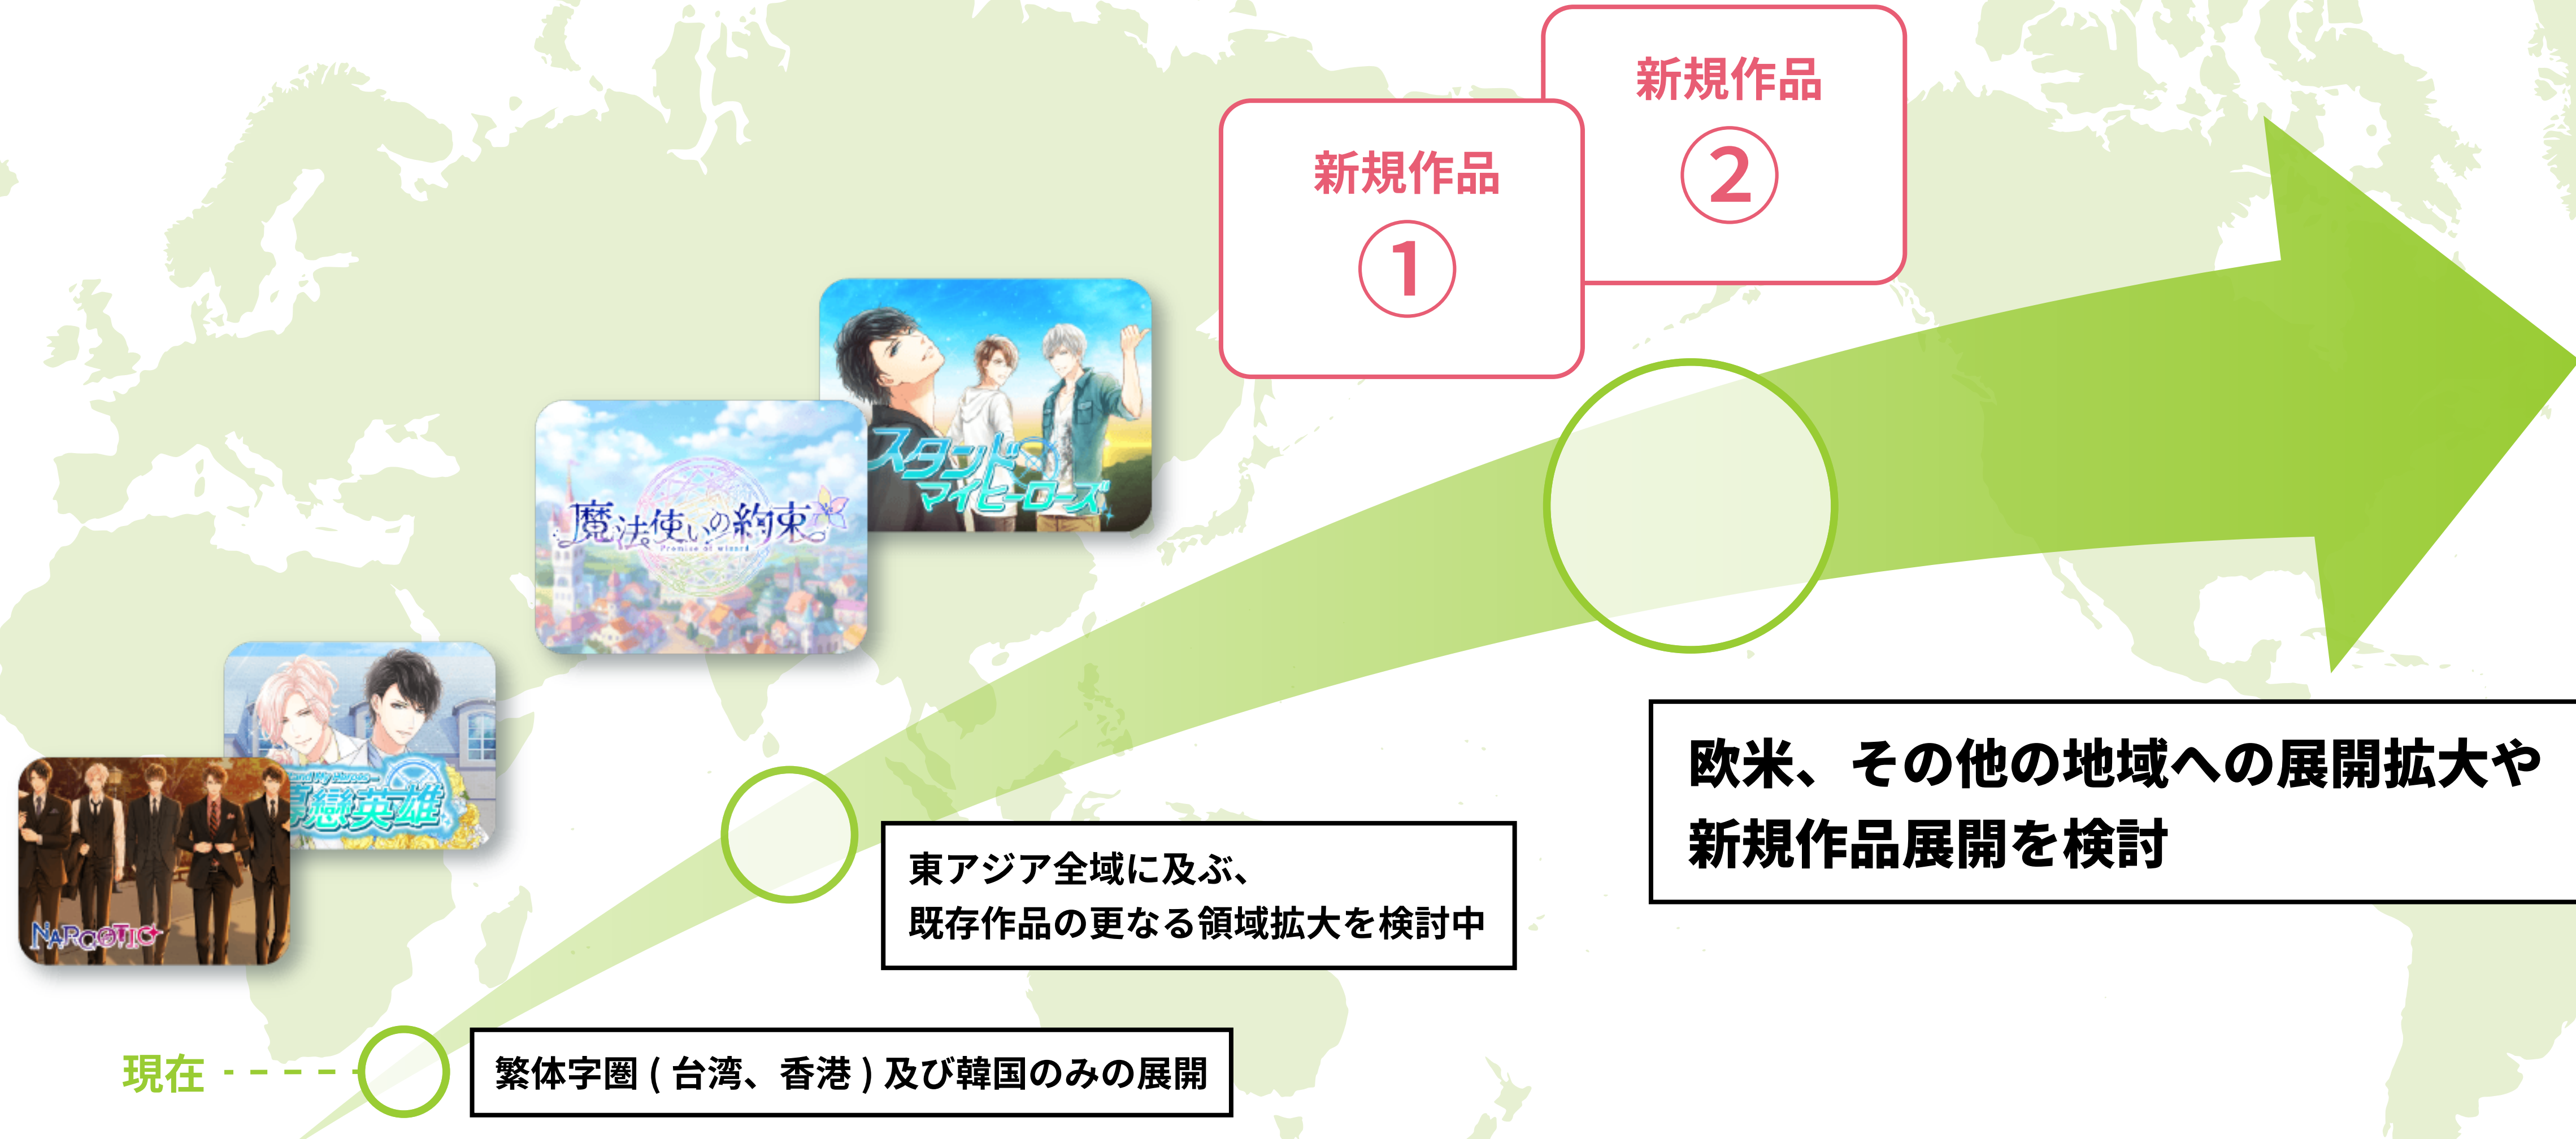 新規作品
②
新規作品
①
スタンド
マイヒーローズ
魔法使いの約束
Promise of wizard
戀英雄
NARCOTIC
欧米、その他の地域への展開拡大や
新規作品展開を検討
東アジア全域に及ぶ、
既存作品の更なる領域拡大を検討中
現在
繁体字圏 ( 台湾、香港 ) 及び韓国のみの展開